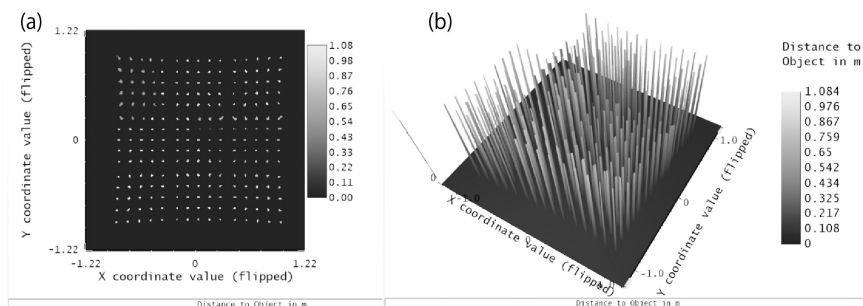 (a)
1.22
0
-1.22
Y coordinate value (flipped)
-1.22 0 1.22
X coordinate value (flipped)
1.08
0.98
0.87
0.76
0.65
0.54
0.43
0.33
0.22
0.11
0.00
Distance to Object in m
(b)
0
-1.0
X coordinate value (flipped)
1.0
0
-1.0
Y coordinate value (flipped)
Distance to
Object in m
1.084
0.976
0.867
0.759
0.65
0.542
0.434
0.325
0.217
0.108
0
Distance to Object in m